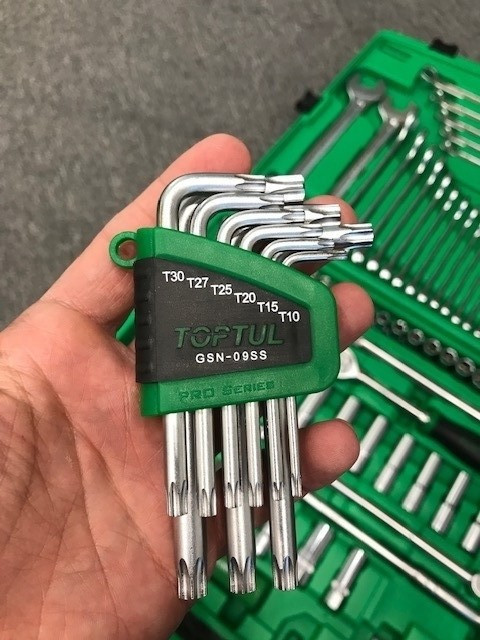 T30 T27 T25 T20 T15 T10
TOPTUL
GSN-09SS
PRO SERIES